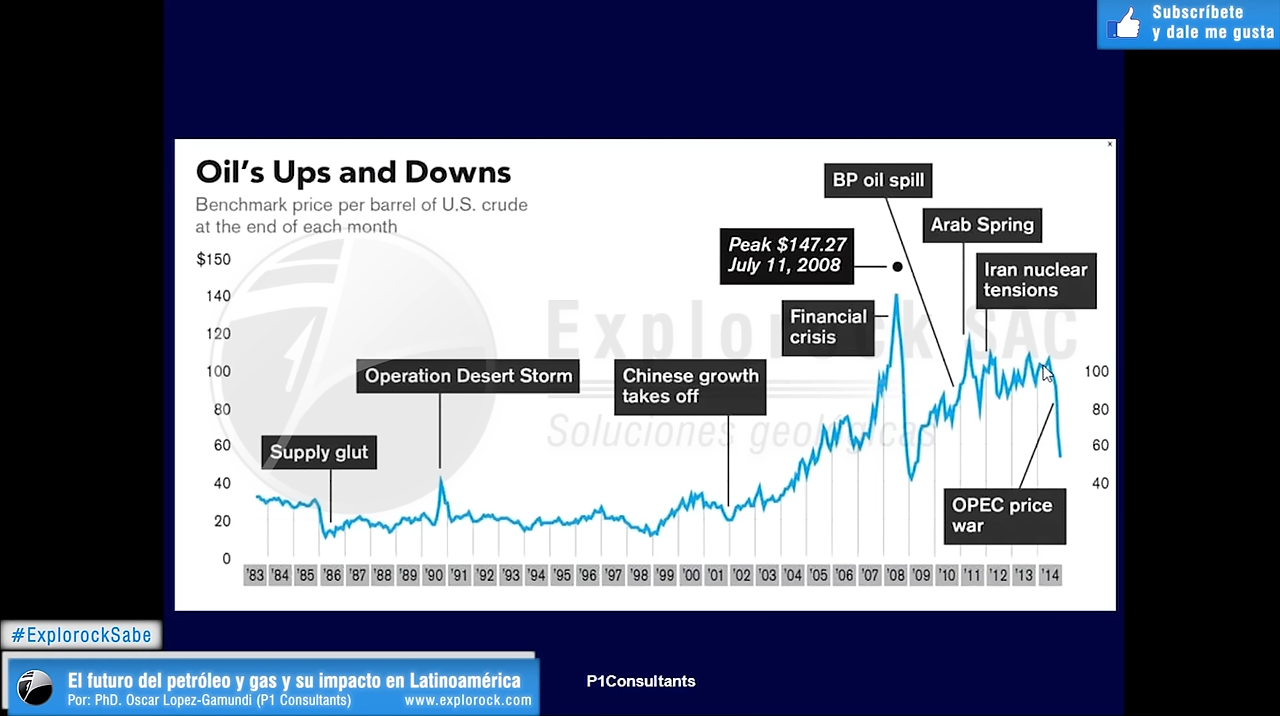 Subscríbete
y dale me gusta
Oil's Ups and Downs
Benchmark price per barrel of U.S. crude
at the end of each month
BP oil spill
Arab Spring
Peak $147.27
July 11, 2008
Iran nuclear
tensions
Financial
crisis
Operation Desert Storm
Chinese growth
takes off
Supply glut
OPEC price
war
Explorock SAC
Soluciones geológicas
$150
140
120
100
80
60
40
20
0
100
80
60
40
'83 '84 '85 '86 '87 '88 '89 '90 '91 '92 '93 '94 '95 '96 '97 '98 '99 '00 '01 '02 '03 '04 '05 '06 '07 '08 '09 '10 '11 '12 '13 '14
#ExplorockSabe
El futuro del petróleo y gas y su impacto en Latinoamérica
Por: PhD. Oscar Lopez-Gamundi (P1 Consultants) www.explorock.com
P1Consultants